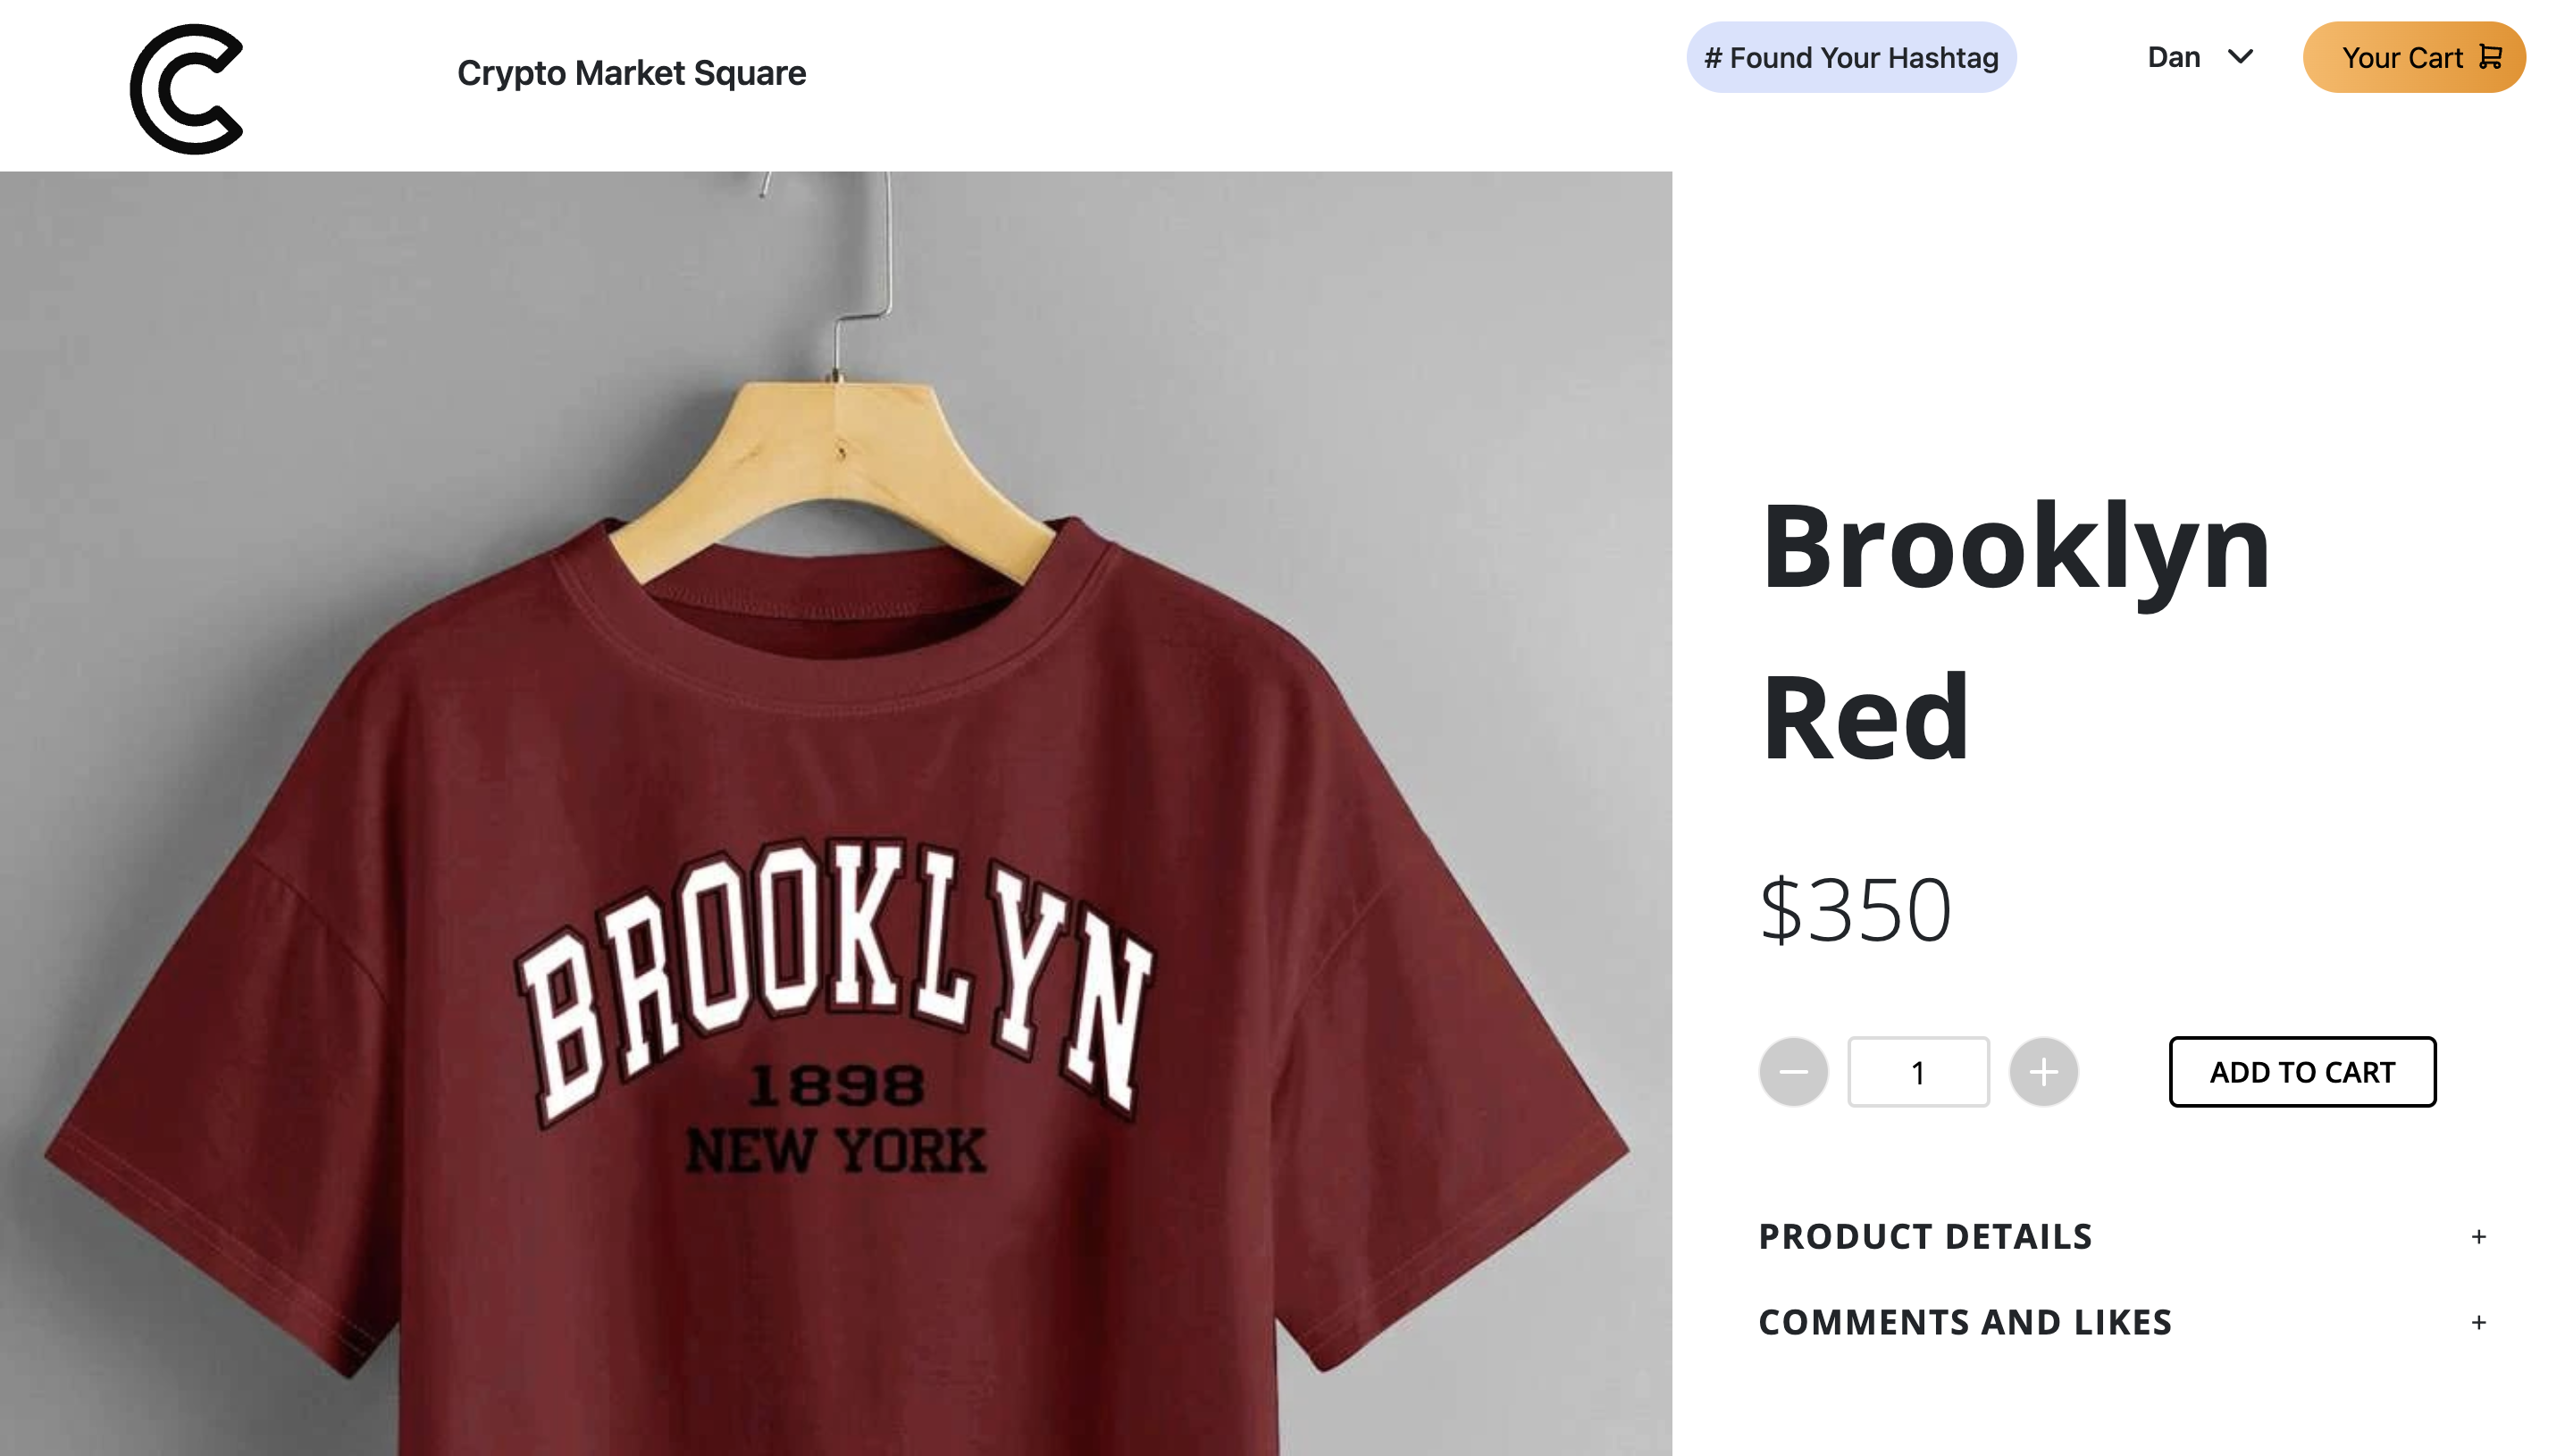 Crypto Market Square
# Found Your Hashtag
Dan
Your Cart
BROOKLYN
1898
NEW YORK
Brooklyn
Red
$350
1
ADD TO CART
PRODUCT DETAILS
+
COMMENTS AND LIKES
+